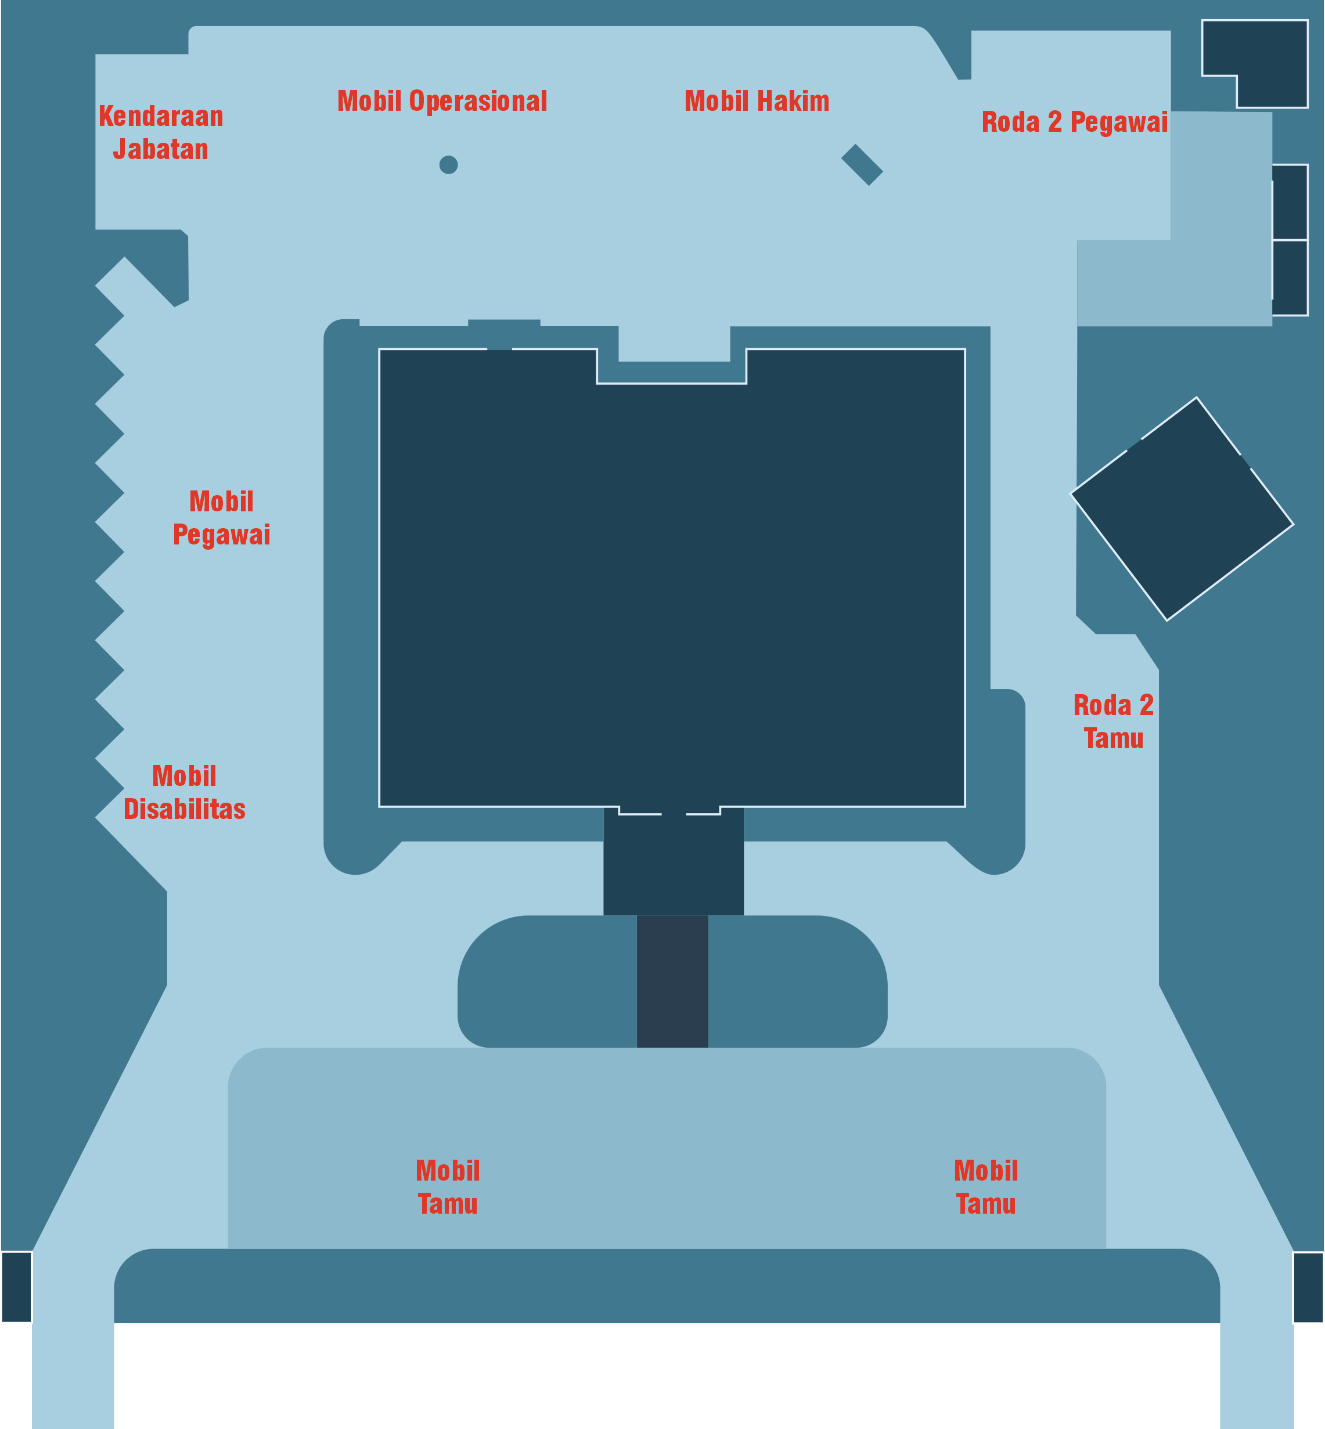 Kendaraan
Jabatan
Mobil Operasional
Mobil Hakim
Roda 2 Pegawai
Mobil
Pegawai
Roda 2
Tamu
Mobil
Disabilitas
Mobil
Tamu
Mobil
Tamu